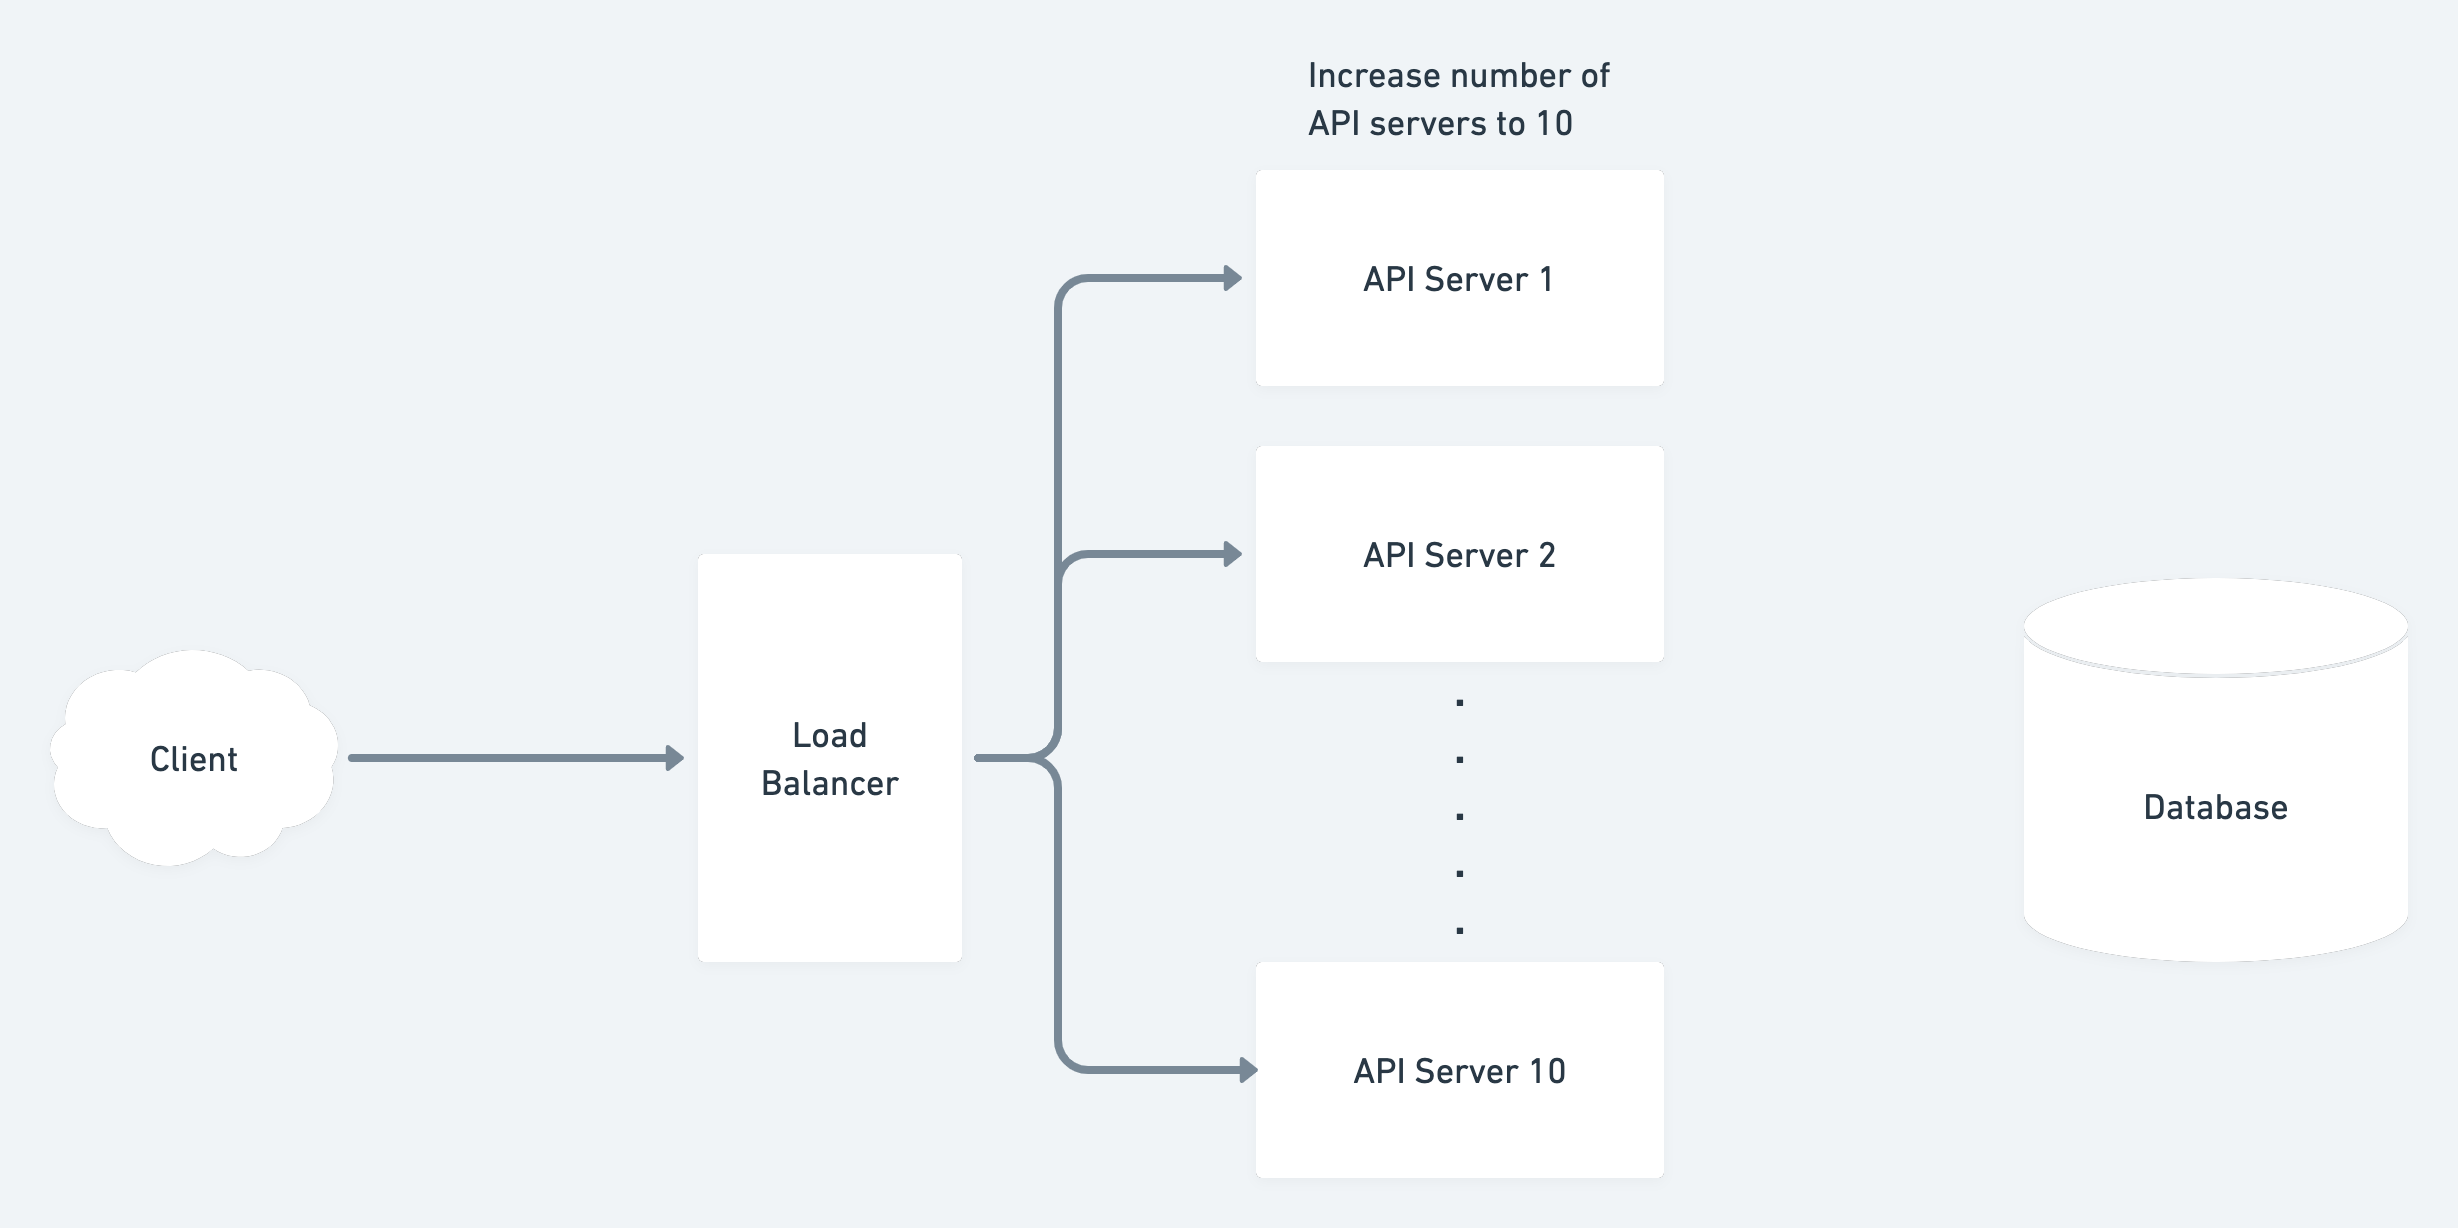 Increase number of
API servers to 10
API Server 1
API Server 2
Client
Load
Balancer
Database
API Server 10